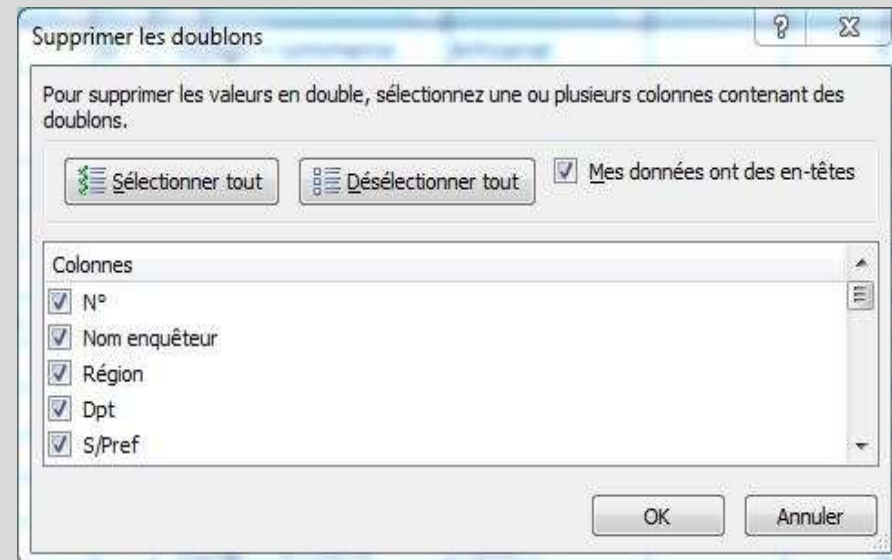 Supprimer les doublons
Pour supprimer les valeurs en double, sélectionnez une ou plusieurs colonnes contenant des
doublons.
Sélectionner tout
Désélectionner tout
Mes données ont des en-têtes
Colonnes
N°
Nom enquêteur
Région
Dpt
S/Pref
OK
Annuler